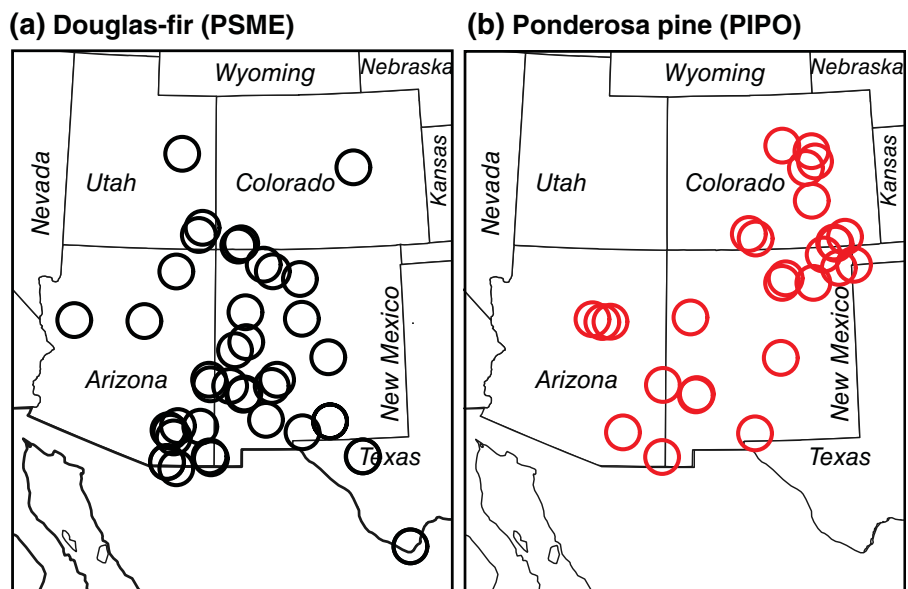 (a) Douglas-fir (PSME)
Wyoming
Nebraska
Nevada
Utah
Colorado
Kansas
Arizona
New Mexico
Texas
(b) Ponderosa pine (PIPO)
Wyoming
Nebraska
Nevada
Utah
Colorado
Kansas
Arizona
New Mexico
Texas